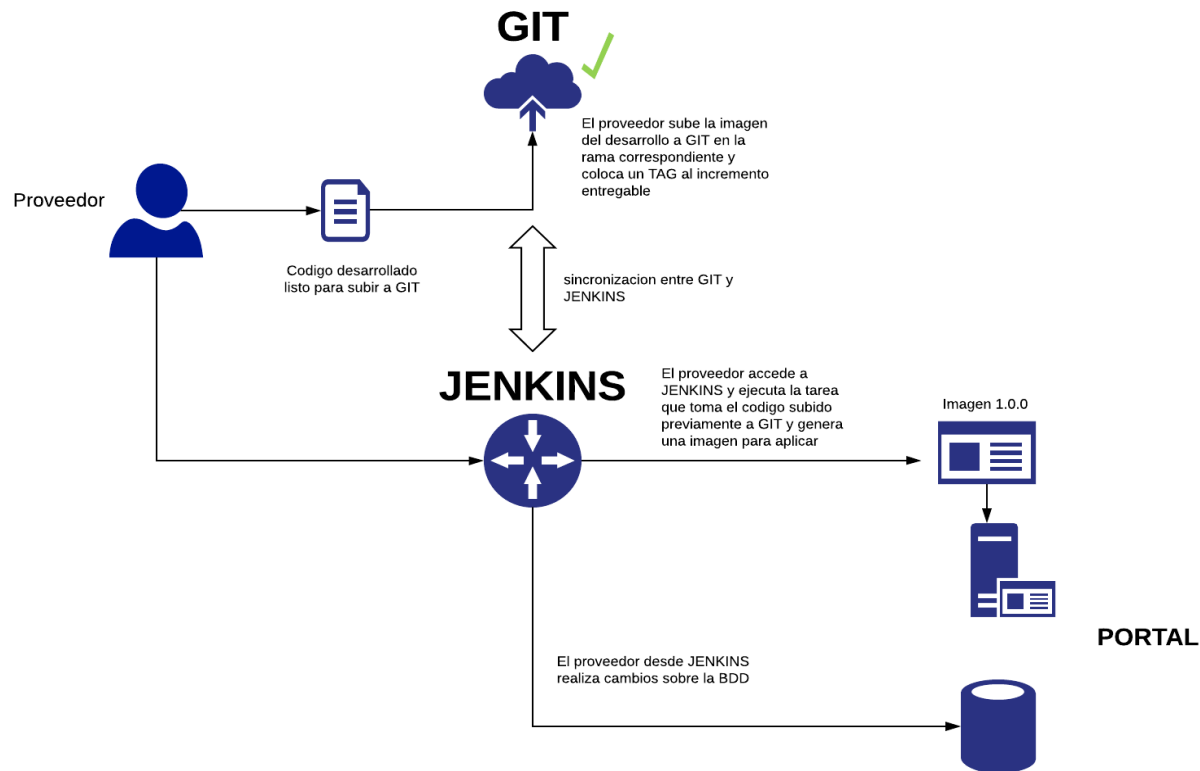 GIT
El proveedor sube la imagen
del desarrollo a GIT en la
rama correspondiente y
coloca un TAG al incremento
entregable
Proveedor
Codigo desarrollado
listo para subir a GIT
sincronizacion entre GIT y
JENKINS
JENKINS
El proveedor accede a
JENKINS y ejecuta la tarea
que toma el codigo subido
previamente a GIT y genera
una imagen para aplicar
Imagen 1.0.0
PORTAL
El proveedor desde JENKINS
realiza cambios sobre la BDD